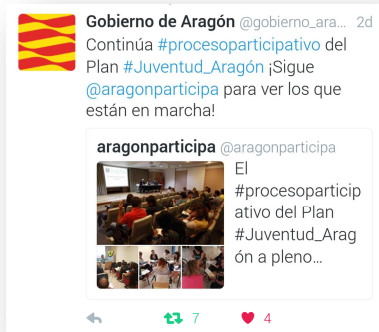 Gobierno de Aragón @gobierno_ara... 2d
Continúa #procesoparticipativo del
Plan #Juventud_Aragón ¡Sigue
@aragonparticipa para ver los que
están en marcha!
aragonparticipa @aragonparticipa
El
#procesoparticip
ativo del Plan
#Juventud_Arag
ón a pleno...
7 4